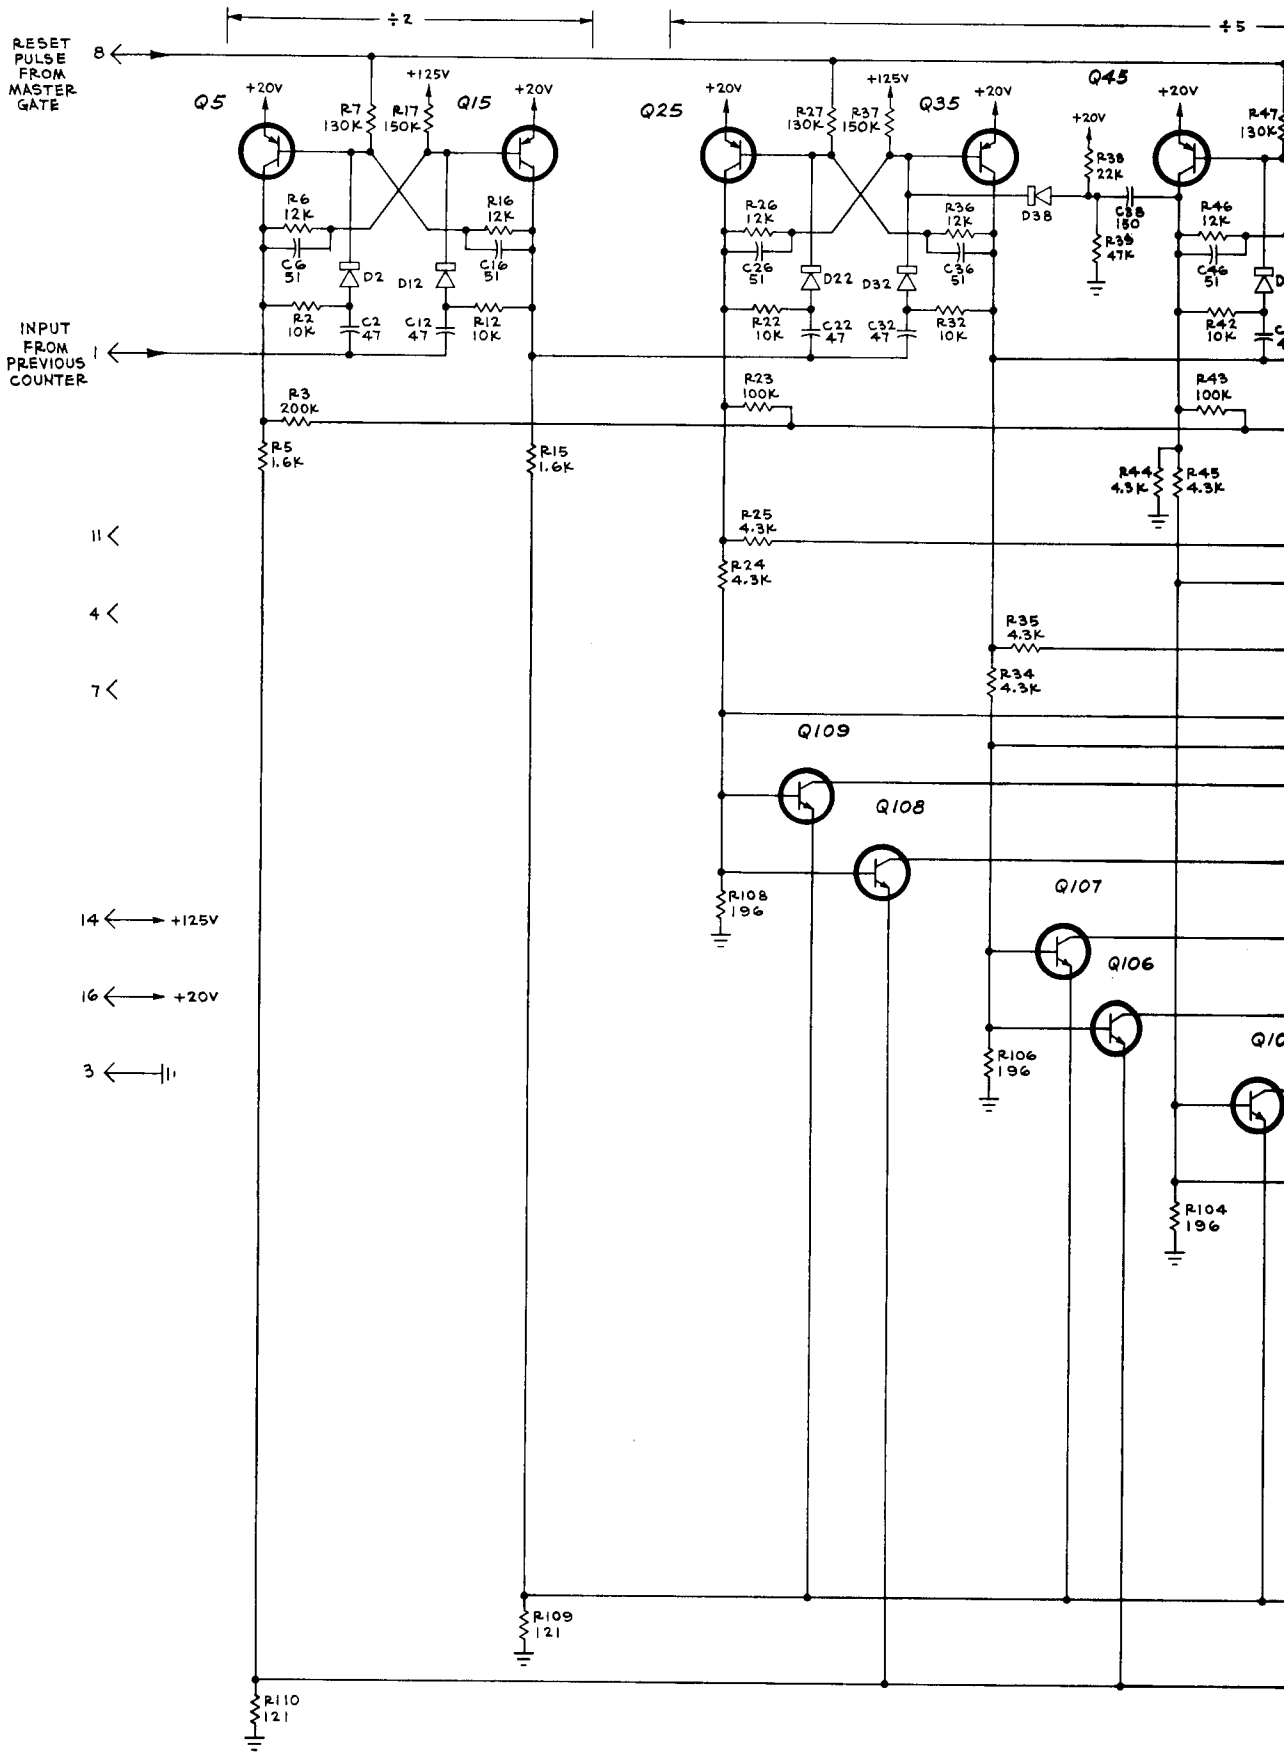 ÷2
÷5
RESET
PULSE
FROM
MASTER
GATE
8
Q5
+20V
R7
130K
+125V
R17
150K
Q15
+20V
Q25
+20V
R27
130K
+125V
R37
150K
Q35
+20V
Q45
+20V
+20V
R47
130K
R38
22K
R6
12K
C6
51
R16
12K
C16
51
R26
12K
C26
51
R36
12K
C36
51
D38
C38
150
R39
47K
R46
12K
C46
51
D2
D12
D22
D32
D
R2
10K
C2
47
C12
47
R12
10K
R22
10K
C22
47
C32
47
R32
10K
R42
10K
C
4
INPUT
FROM
PREVIOUS
COUNTER
1
R3
200K
R23
100K
R43
100K
R5
1.6K
R15
1.6K
R44
4.3K
R45
4.3K
11
R25
4.3K
R24
4.3K
4
R35
4.3K
7
R34
4.3K
Q109
Q108
R108
196
Q107
14
+125V
Q106
16
+20V
Q10
3
R106
196
R104
196
R109
121
R110
121